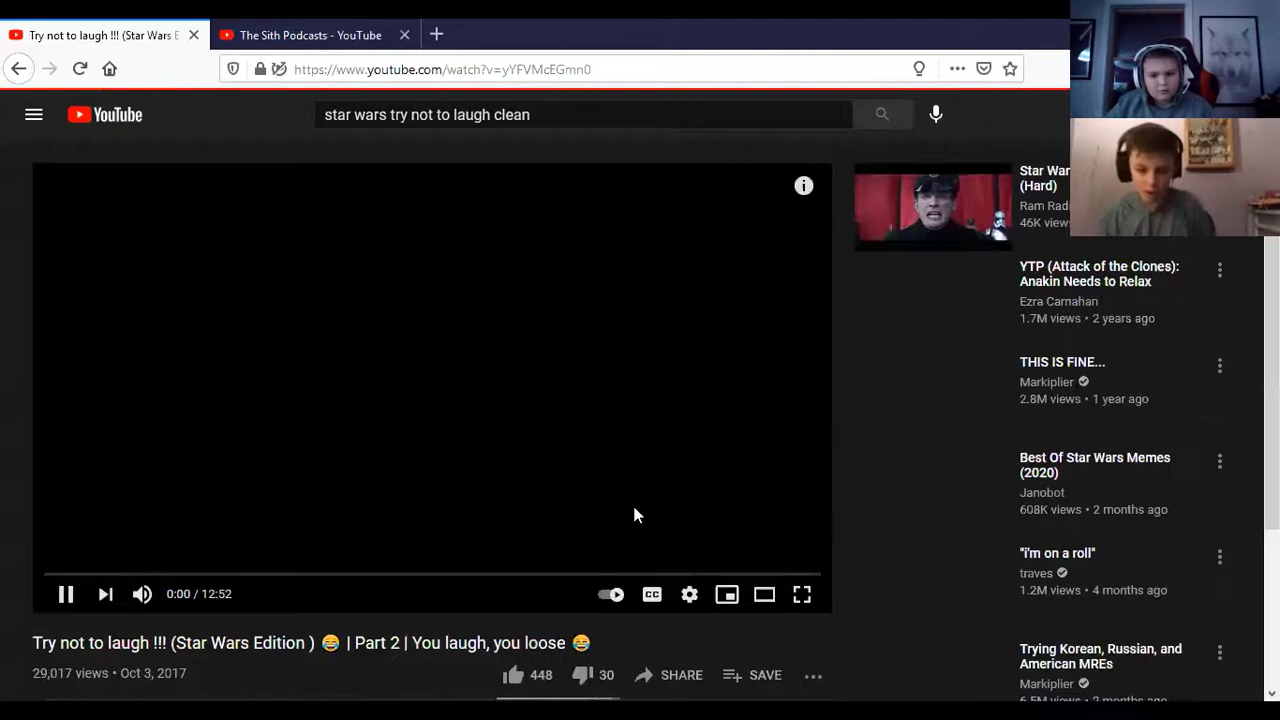 Try not to laugh !!! (Star Wars E
The Sith Podcasts - YouTube
https://www.youtube.com/watch?v=yYFVMcEGmn0
YouTube
star wars try not to laugh clean
Star War
(Hard)
Ram Rad
46K views
YTP (Attack of the Clones):
Anakin Needs to Relax
Ezra Carnahan
1.7M views • 2 years ago
THIS IS FINE...
Markiplier
2.8M views • 1 year ago
Best Of Star Wars Memes
(2020)
Janobot
608K views • 2 months ago
"i'm on a roll"
traves
1.2M views • 4 months ago
Trying Korean, Russian, and
American MREs
Markiplier
0:00 / 12:52
CC
Try not to laugh !!! (Star Wars Edition ) 😂 | Part 2 | You laugh, you loose 😂
29,017 views • Oct 3, 2017
448
30
SHARE
SAVE